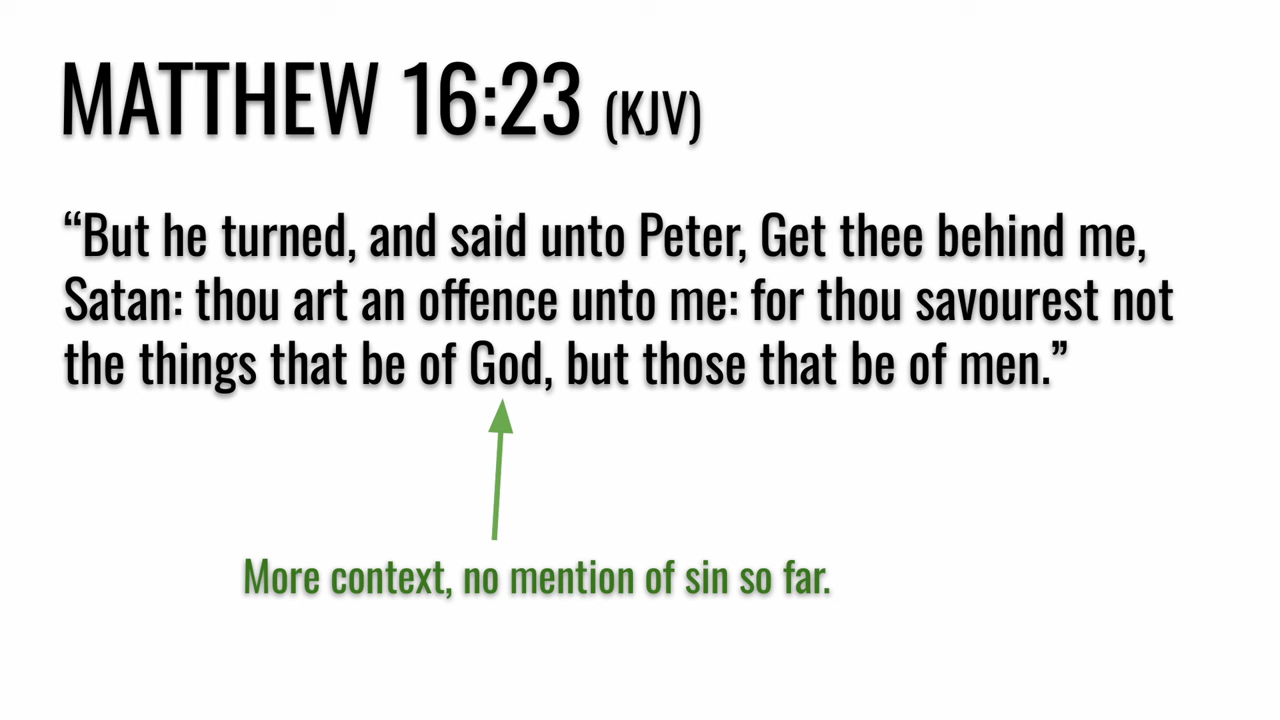 MATTHEW 16:23 (KJV)
“But he turned, and said unto Peter, Get thee behind me,
Satan: thou art an offence unto me: for thou savourest not
the things that be of God, but those that be of men.”
More context, no mention of sin so far.